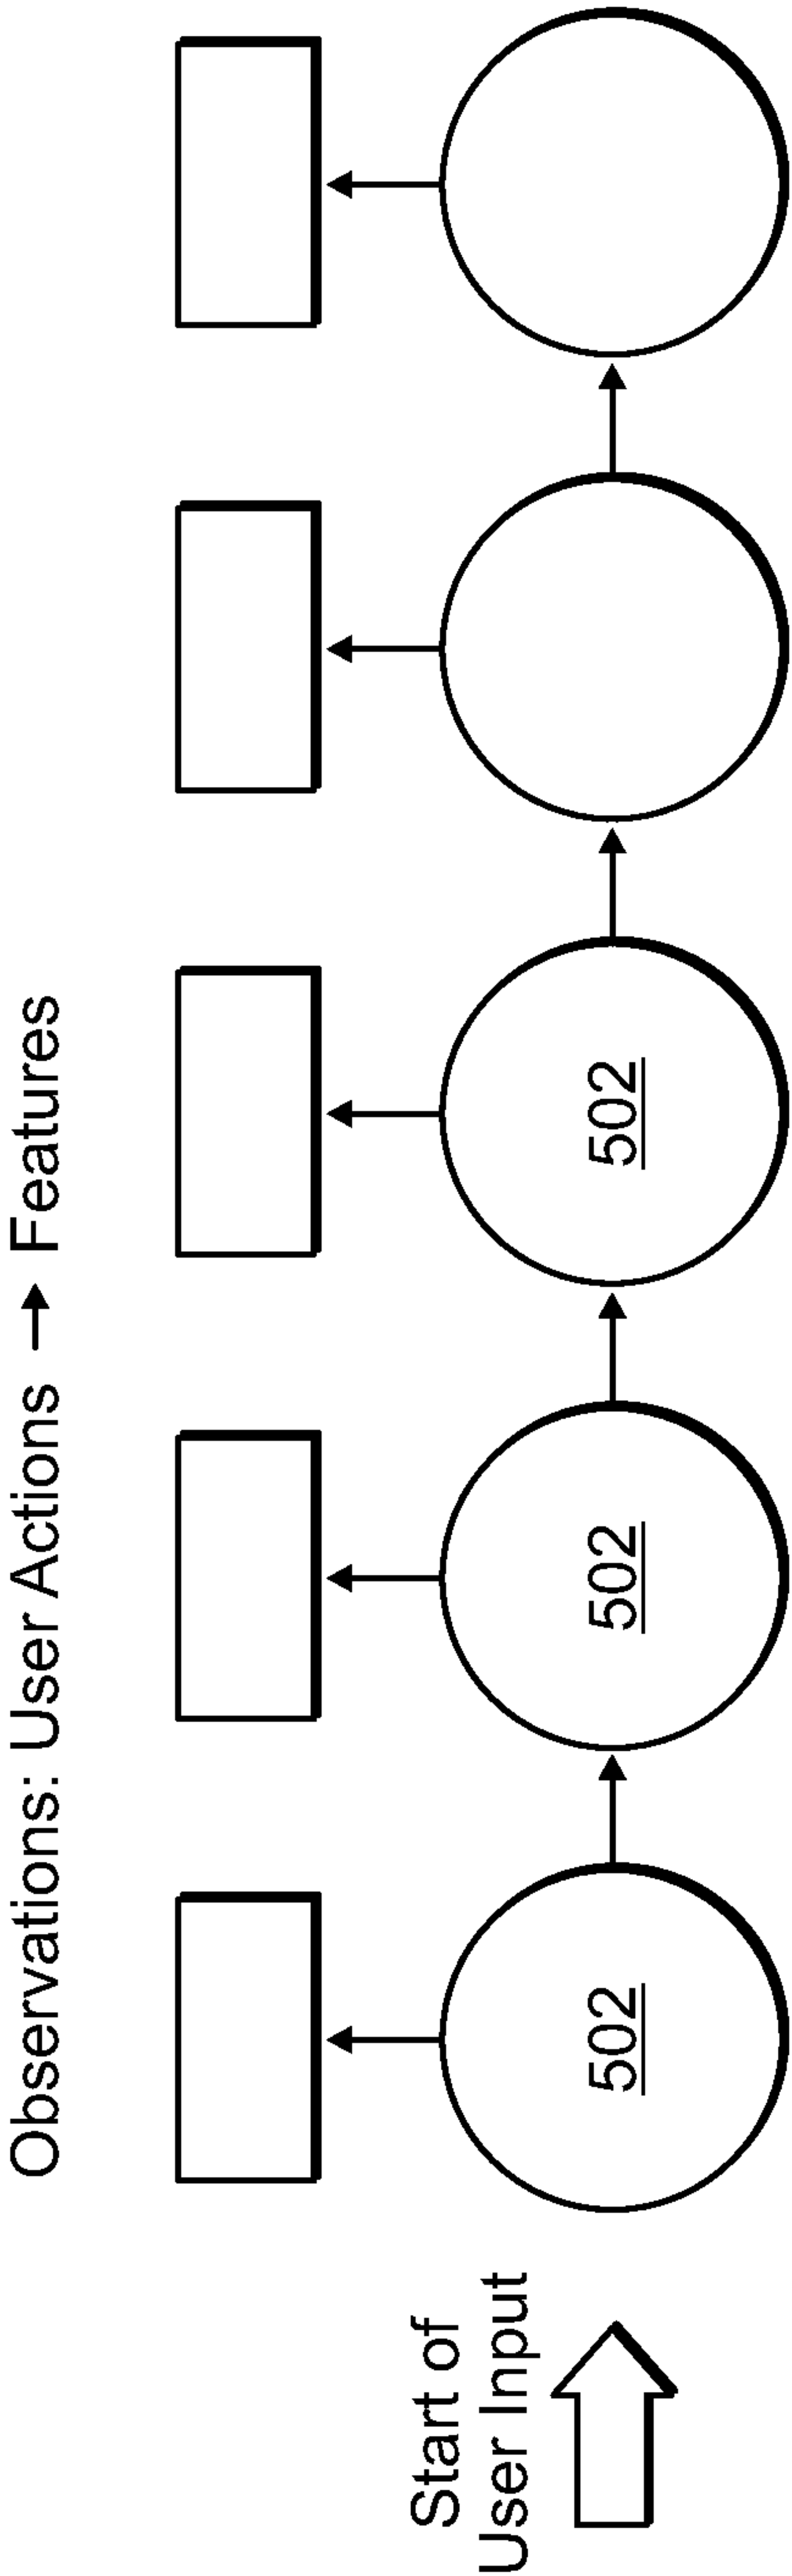 Observations: User Actions → Features
Start of
User Input
502
502
502